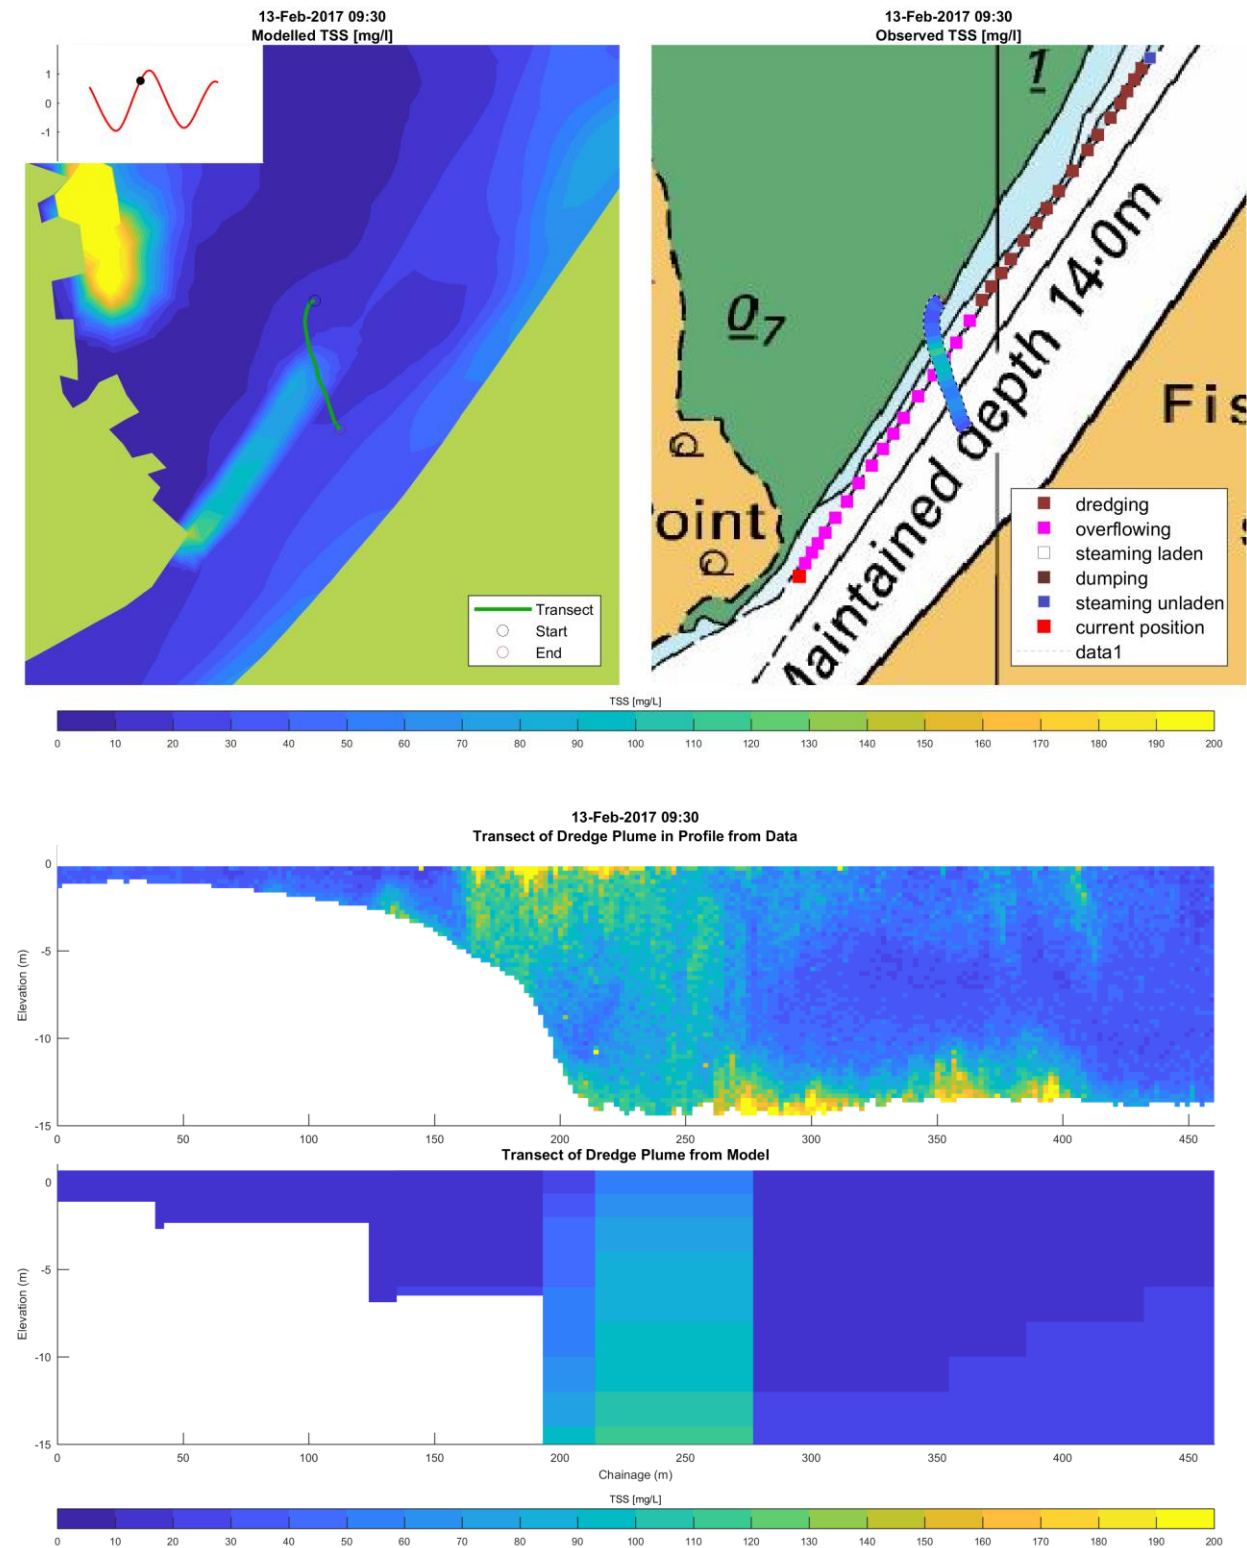 13-Feb-2017 09:30
Modelled TSS [mg/l]
1
0
-1
Transect
Start
End
13-Feb-2017 09:30
Observed TSS [mg/l]
1
0 7
Fis
oint
Maintained depth 14·0m
dredging
overflowing
steaming laden
dumping
steaming unladen
current position
data1
TSS [mg/L]
0 10 20 30 40 50 60 70 80 90 100 110 120 130 140 150 160 170 180 190 200
13-Feb-2017 09:30
Transect of Dredge Plume in Profile from Data
Elevation (m)
0
-5
-10
-15
0 50 100 150 200 250 300 350 400 450
Transect of Dredge Plume from Model
Elevation (m)
0
-5
-10
-15
0 50 100 150 200 250 300 350 400 450
Chainage (m)
TSS [mg/L]
0 10 20 30 40 50 60 70 80 90 100 110 120 130 140 150 160 170 180 190 200